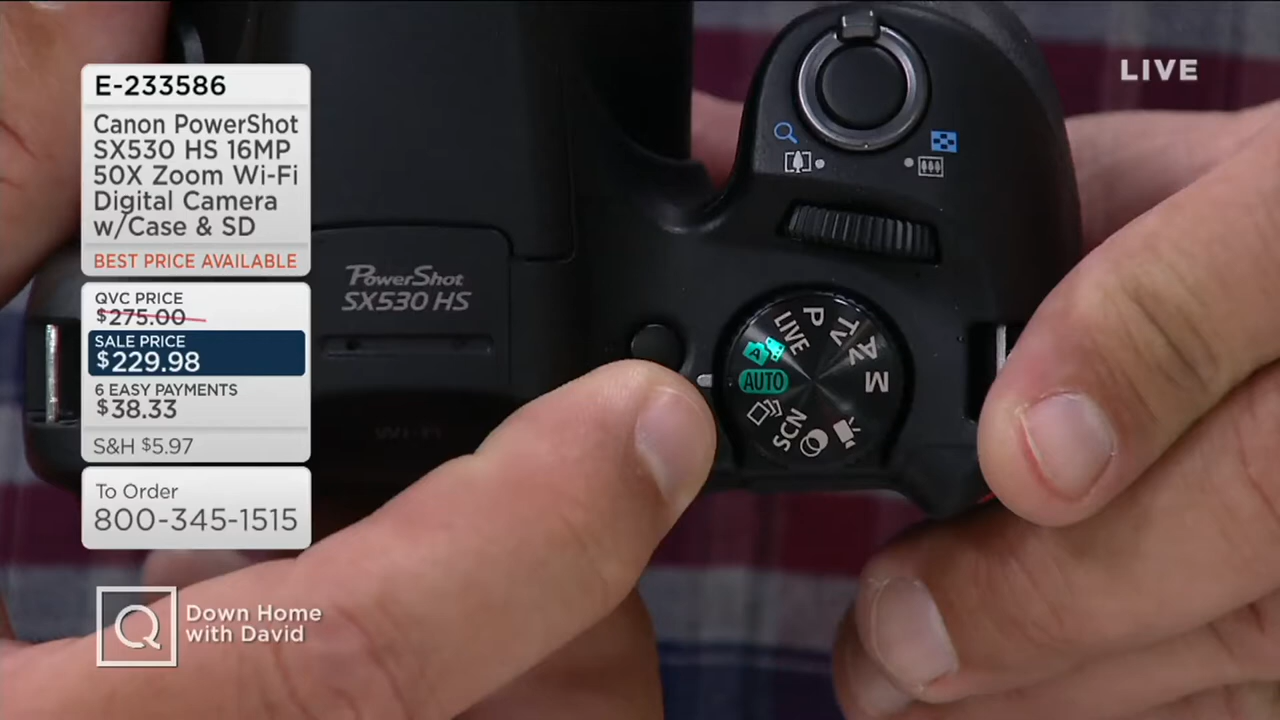 E-233586
Canon PowerShot
SX530 HS 16MP
50X Zoom Wi-Fi
Digital Camera
w/Case & SD
BEST PRICE AVAILABLE
QVC PRICE
$275.00
SALE PRICE
$229.98
6 EASY PAYMENTS
$38.33
S&H $5.97
To Order
800-345-1515
Q
Down Home
with David
LIVE
PowerShot
SX530 HS
LIVE
P
Tv
Av
M
A
AUTO
SCN